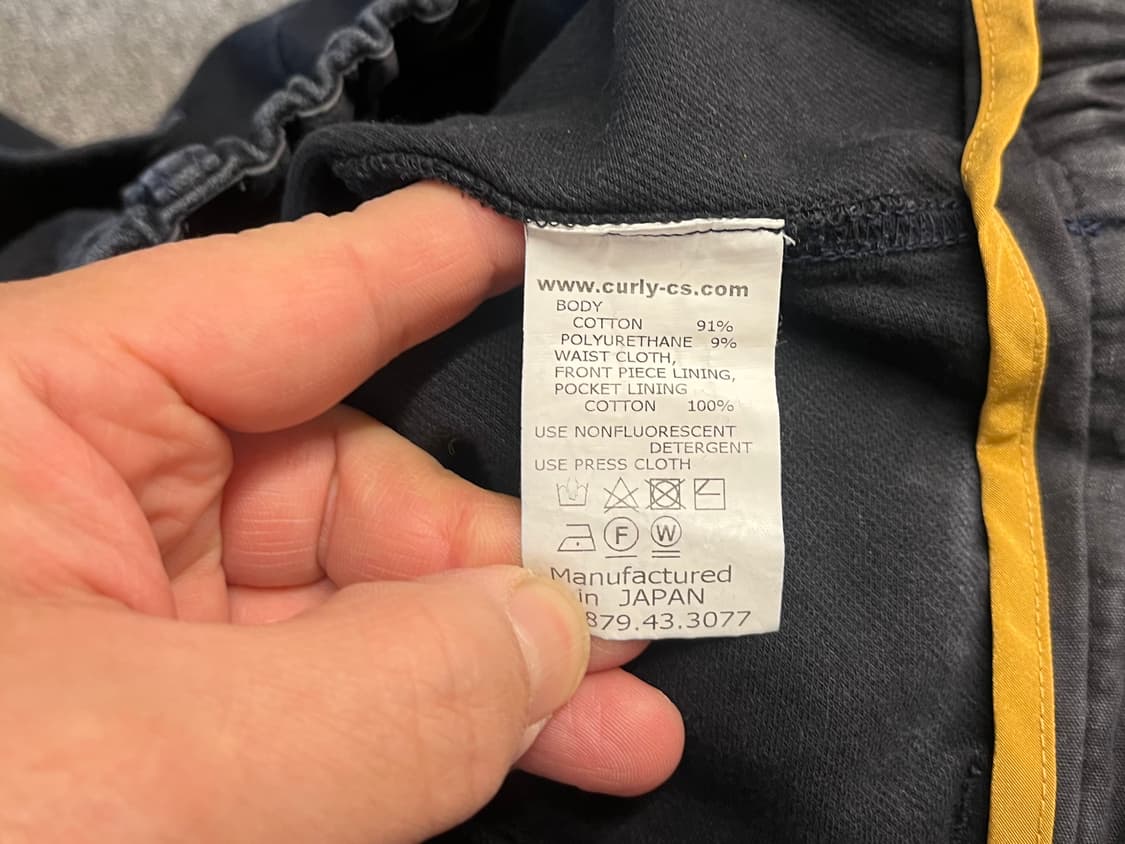 www.curly-cs.com
BODY
COTTON 91%
POLYURETHANE 9%
WAIST CLOTH,
FRONT PIECE LINING,
POCKET LINING
COTTON 100%
USE NONFLUORESCENT
DETERGENT
USE PRESS CLOTH
F W
Manufactured
in JAPAN
879.43.3077